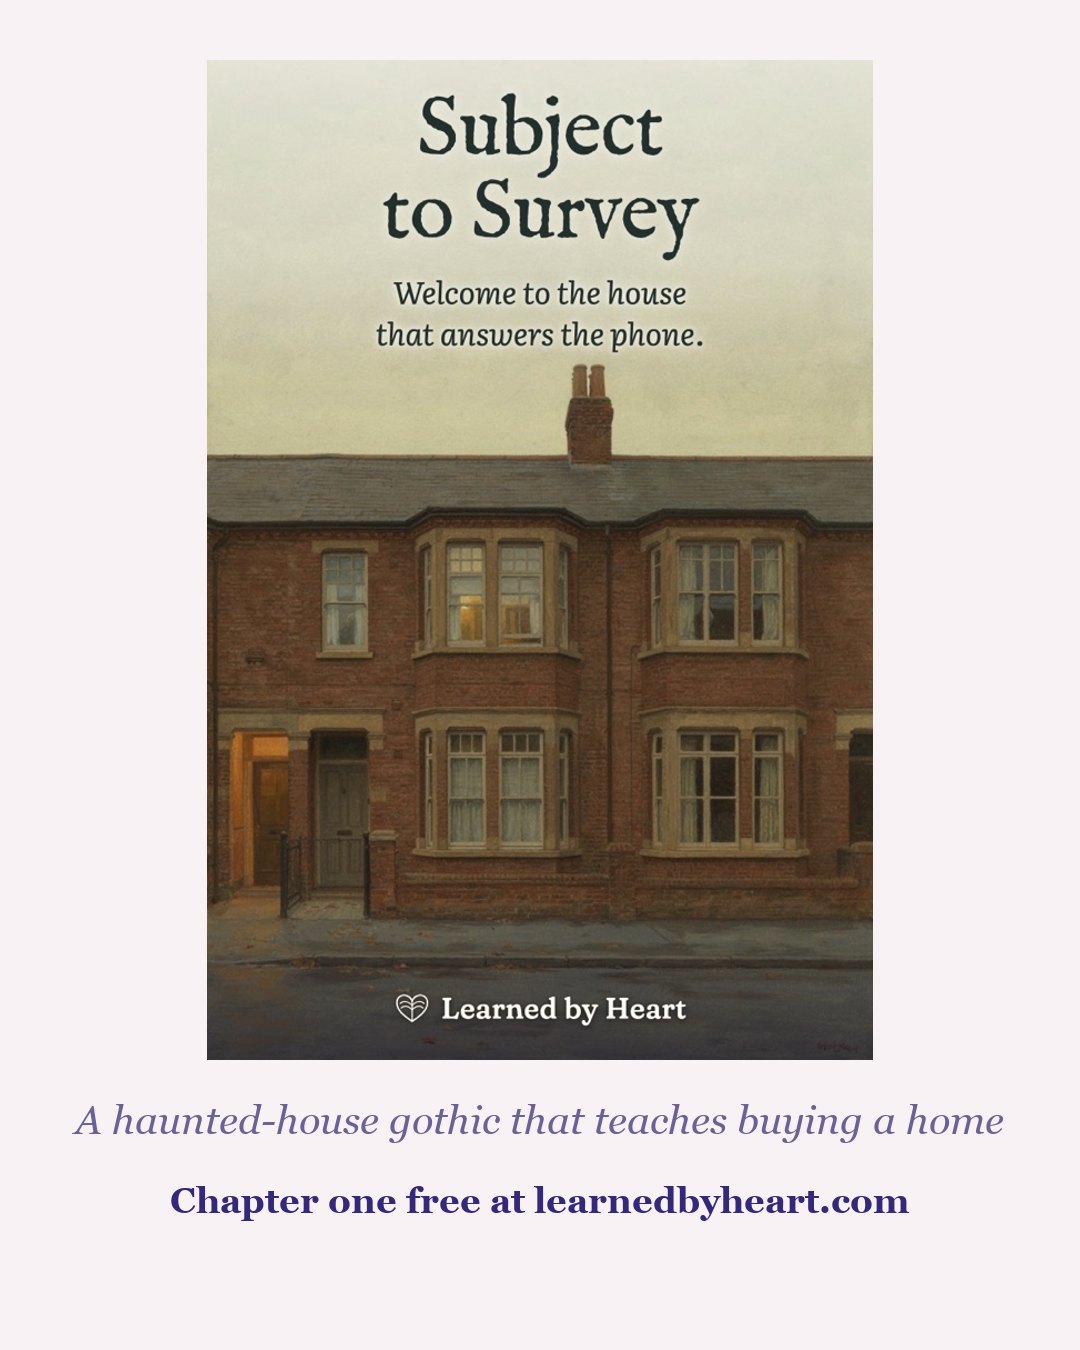 Subject
to Survey
Welcome to the house
that answers the phone.
Learned by Heart
A haunted-house gothic that teaches buying a home
Chapter one free at learnedbyheart.com